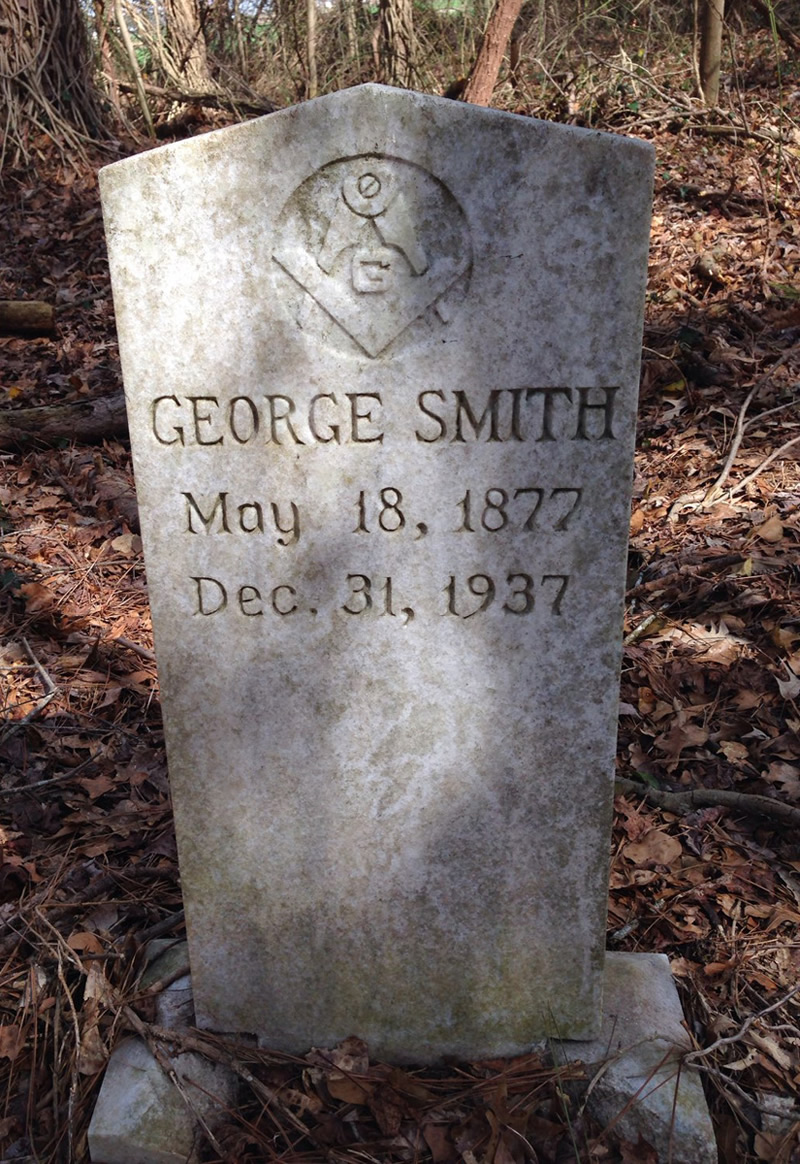 G
GEORGE SMITH
May 18, 1877
Dec. 31, 1937